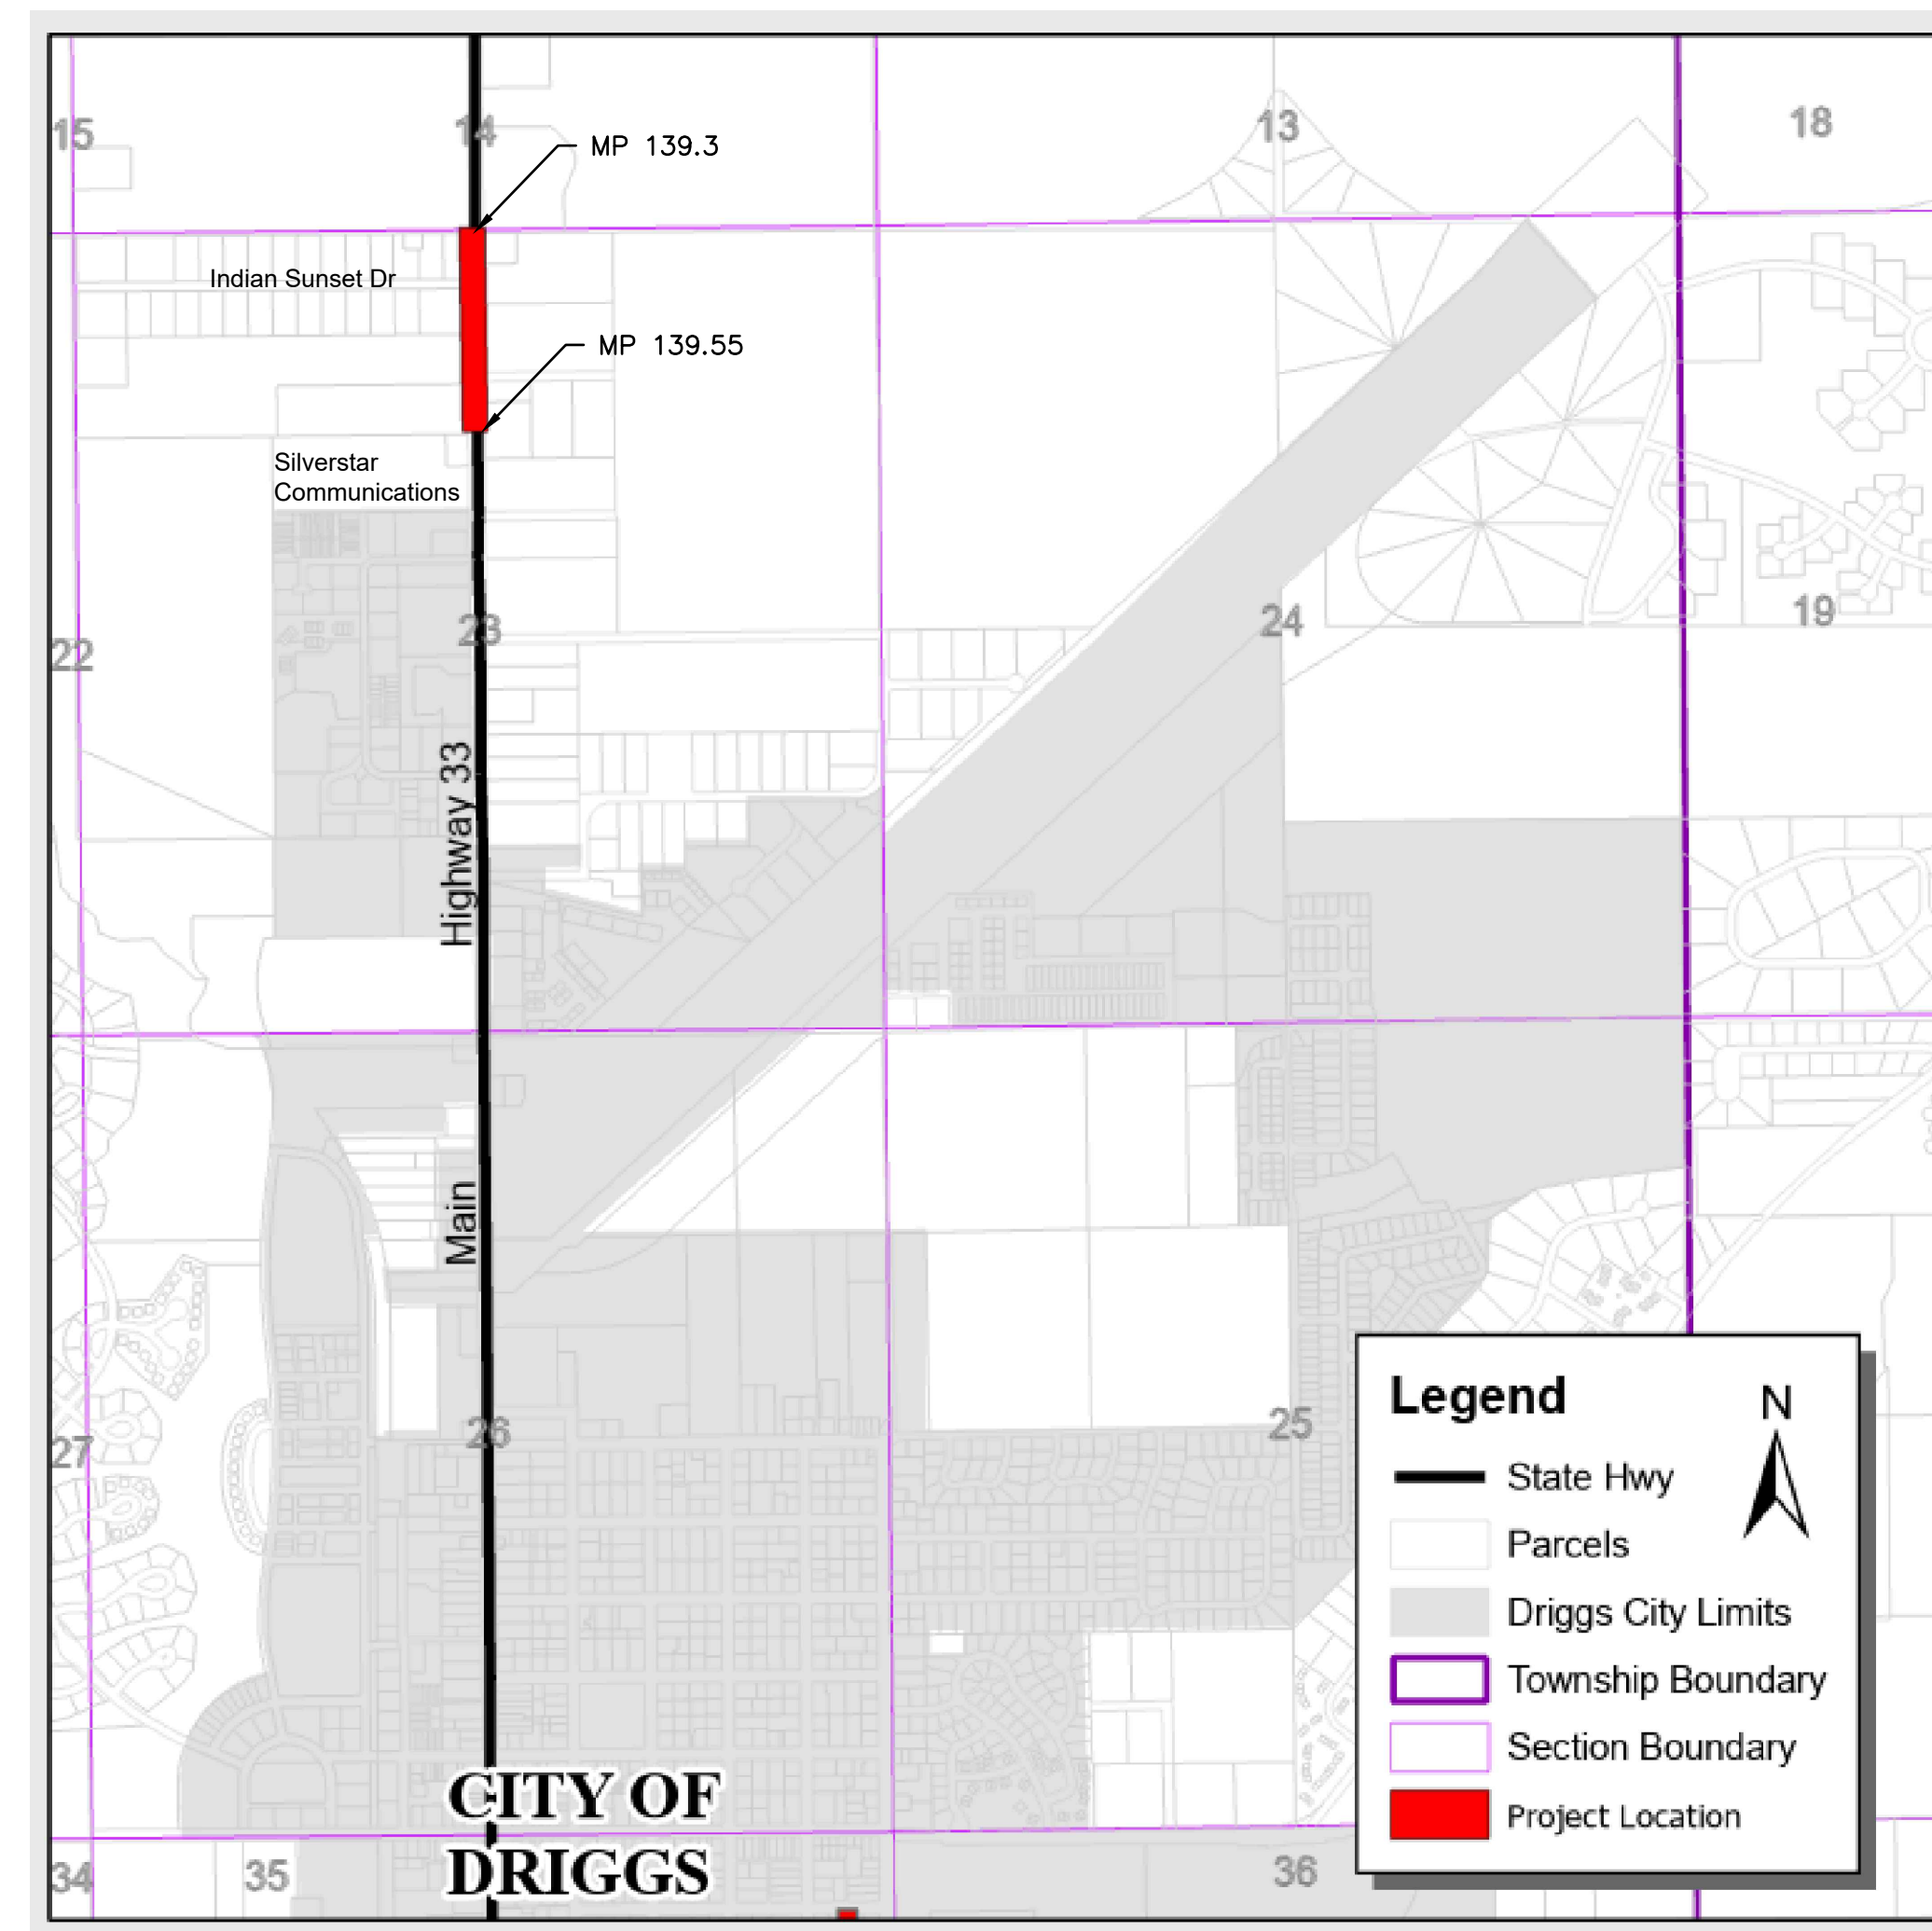 15
14
13
18
MP 139.3
Indian Sunset Dr
MP 139.55
Silverstar
Communications
22
23
24
19
Highway 33
Main
27
26
25
Legend
N
State Hwy
Parcels
Driggs City Limits
Township Boundary
Section Boundary
Project Location
CITY OF
DRIGGS
34
35
36